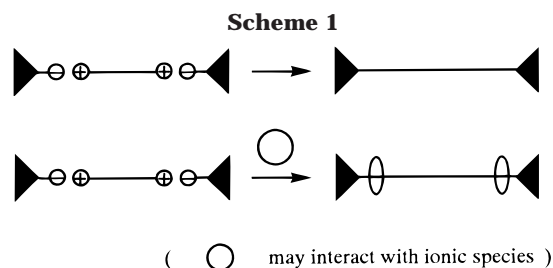 Scheme 1
( may interact with ionic species )